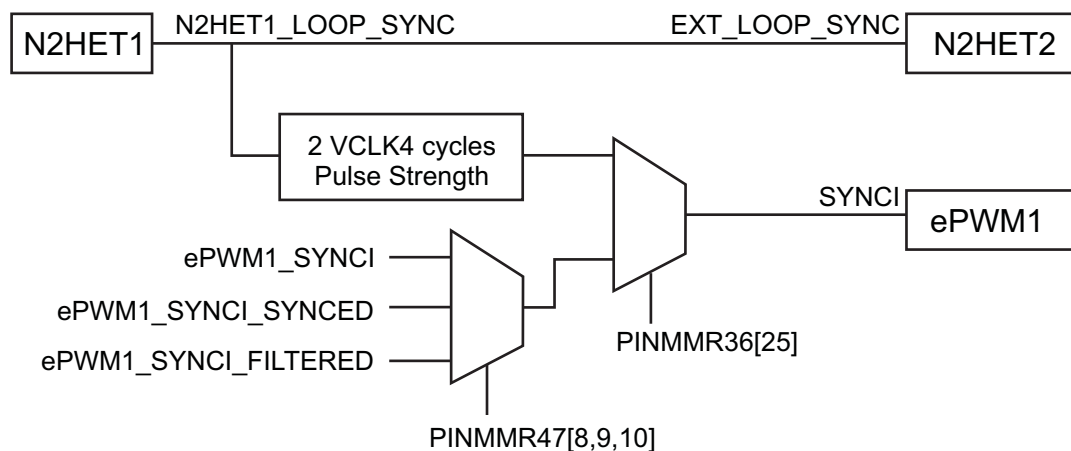 N2HET1
N2HET1_LOOP_SYNC
EXT_LOOP_SYNC
N2HET2
2 VCLK4 cycles
Pulse Strength
SYNCI
ePWM1
ePWM1_SYNCI
ePWM1_SYNCI_SYNCED
ePWM1_SYNCI_FILTERED
PINMMR36[25]
PINMMR47[8,9,10]